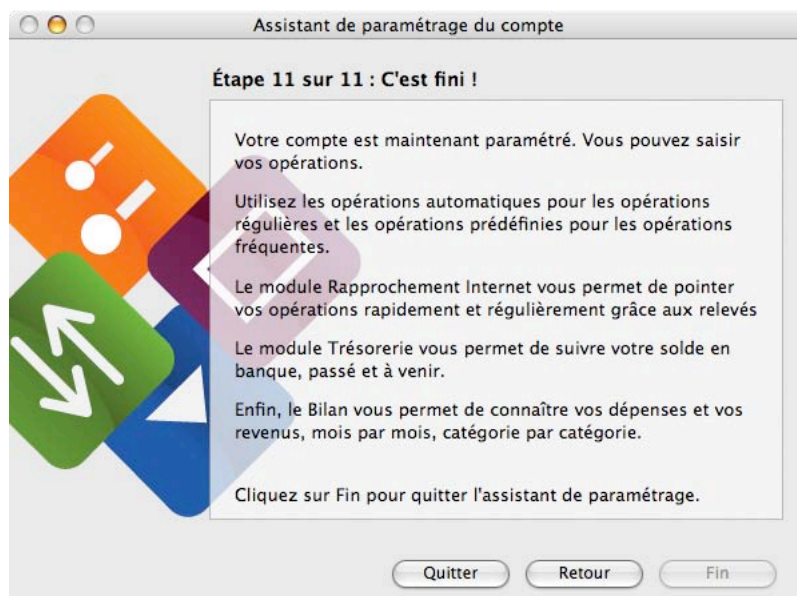 Assistant de paramétrage du compte
Étape 11 sur 11 : C'est fini !
Votre compte est maintenant paramétré. Vous pouvez saisir
vos opérations.
Utilisez les opérations automatiques pour les opérations
régulières et les opérations prédéfinies pour les opérations
fréquentes.
Le module Rapprochement Internet vous permet de pointer
vos opérations rapidement et régulièrement grâce aux relevés
Le module Trésorerie vous permet de suivre votre solde en
banque, passé et à venir.
Enfin, le Bilan vous permet de connaître vos dépenses et vos
revenus, mois par mois, catégorie par catégorie.
Cliquez sur Fin pour quitter l'assistant de paramétrage.
Quitter Retour Fin